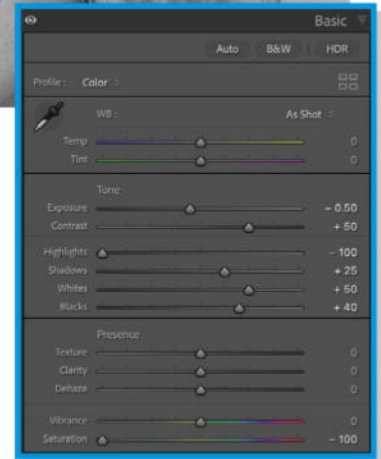 Basic
Auto B&W HDR
Profile : Color
WB : As Shot
Temp 0
Tint 0
Tone
Exposure - 0.50
Contrast + 50
Highlights - 100
Shadows + 25
Whites + 50
Blacks + 40
Presence
Texture 0
Clarity 0
Dehaze 0
Vibrance 0
Saturation - 100